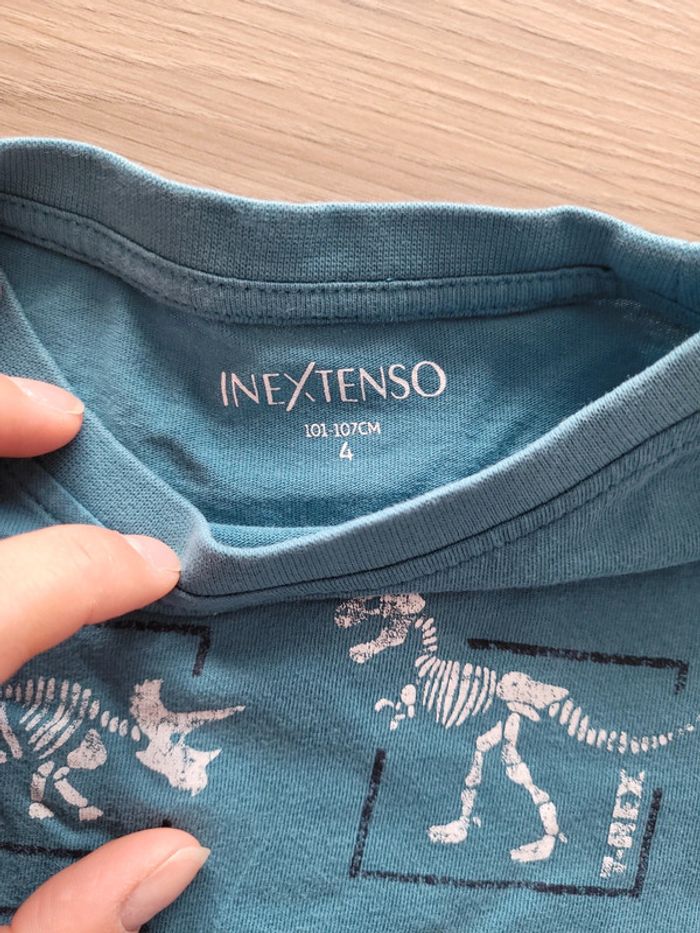 INEXTENSO
101-107CM
4
T-REX